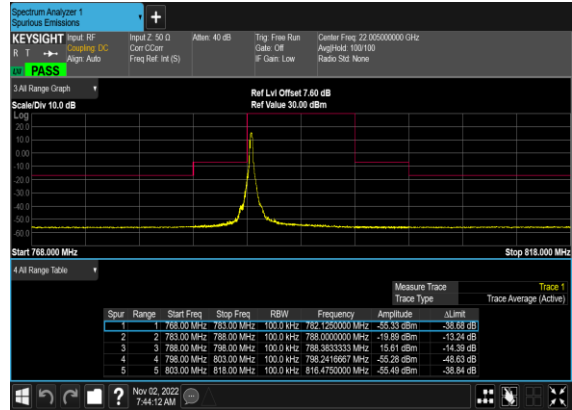 Spectrum Analyzer 1
Spurious Emissions
KEYSIGHT Input: RF Input Z: 50 Ω Atten: 40 dB Trig: Free Run Center Freq: 22.005000000 GHz
R T Coupling: DC Corr CCorr Gate: Off Avg|Hold: 100/100
Align: Auto Freq Ref: Int (S) IF Gain: Low Radio Std: None
PASS
3 All Range Graph
Ref Lvl Offset 7.60 dB
Scale/Div 10.0 dB Ref Value 30.00 dBm
Log
20.0
10.0
0.00
-10.0
-20.0
-30.0
-40.0
-50.0
-60.0
Start 768.000 MHz Stop 818.000 MHz
4 All Range Table
Measure Trace Trace 1
Trace Type Trace Average (Active)
Spur Range Start Freq Stop Freq RBW Frequency Amplitude ΔLimit
1 1 768.00 MHz 783.00 MHz 100.0 kHz 782.1250000 MHz -55.33 dBm -38.68 dB
2 2 783.00 MHz 788.00 MHz 100.0 kHz 788.0000000 MHz -19.89 dBm -13.24 dB
3 3 788.00 MHz 798.00 MHz 100.0 kHz 788.3833333 MHz 15.61 dBm -14.39 dB
4 4 798.00 MHz 803.00 MHz 100.0 kHz 798.2416667 MHz -55.28 dBm -48.63 dB
5 5 803.00 MHz 818.00 MHz 100.0 kHz 816.4750000 MHz -55.49 dBm -38.84 dB
? Nov 02, 2022
7:44:12 AM